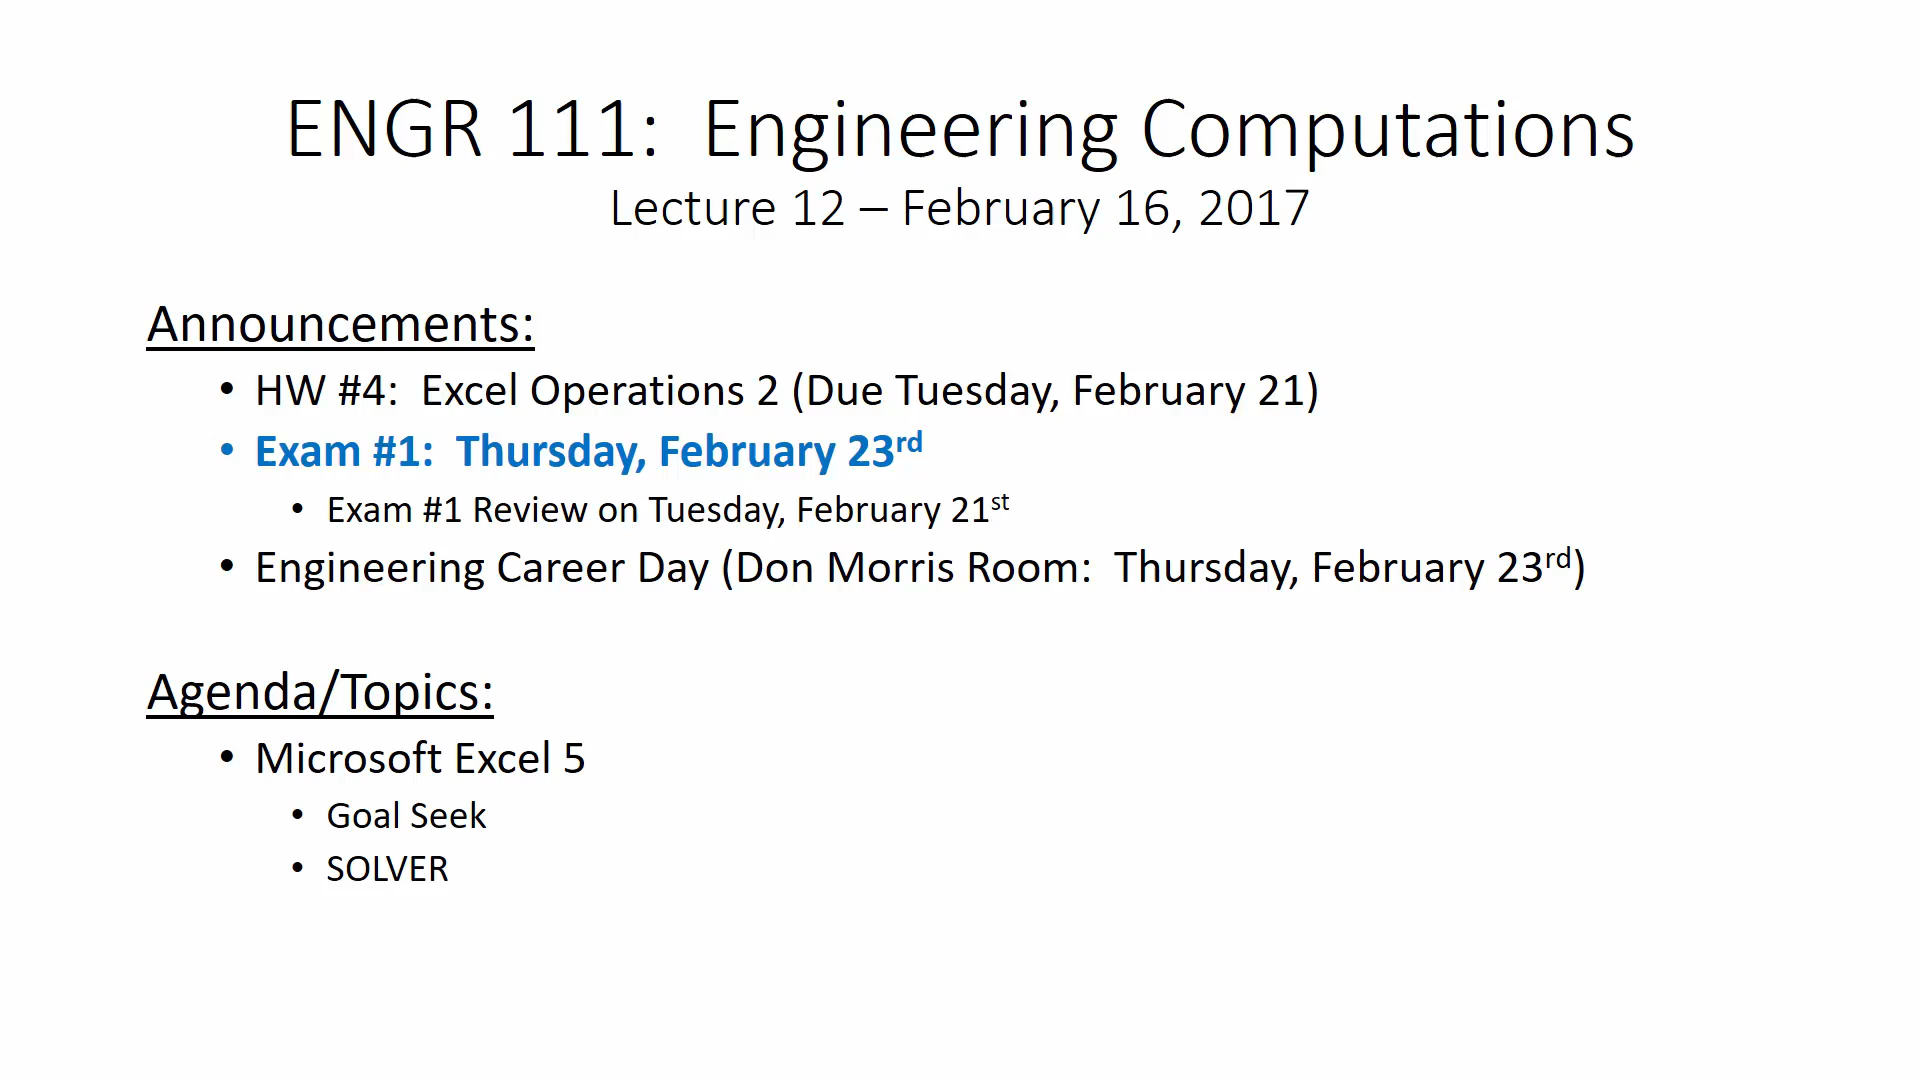 ENGR 111:  Engineering Computations
Lecture 12 – February 16, 2017
Announcements:
• HW #4:  Excel Operations 2 (Due Tuesday, February 21)
• Exam #1:  Thursday, February 23rd
• Exam #1 Review on Tuesday, February 21st
• Engineering Career Day (Don Morris Room:  Thursday, February 23rd)
Agenda/Topics:
• Microsoft Excel 5
• Goal Seek
• SOLVER